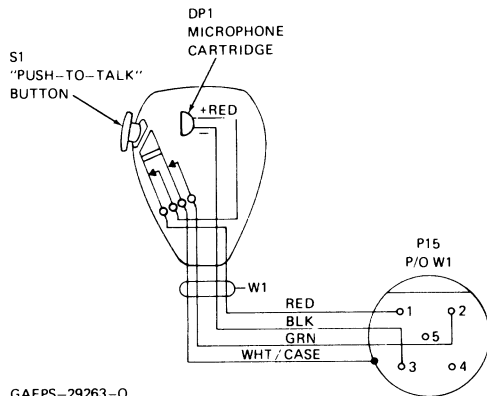 DP1
MICROPHONE
CARTRIDGE
S1
"PUSH-TO-TALK"
BUTTON
+RED
–
W1
P15
P/O W1
RED
BLK
GRN
WHT/CASE
1
2
5
3
4
GAEPS-29263-O